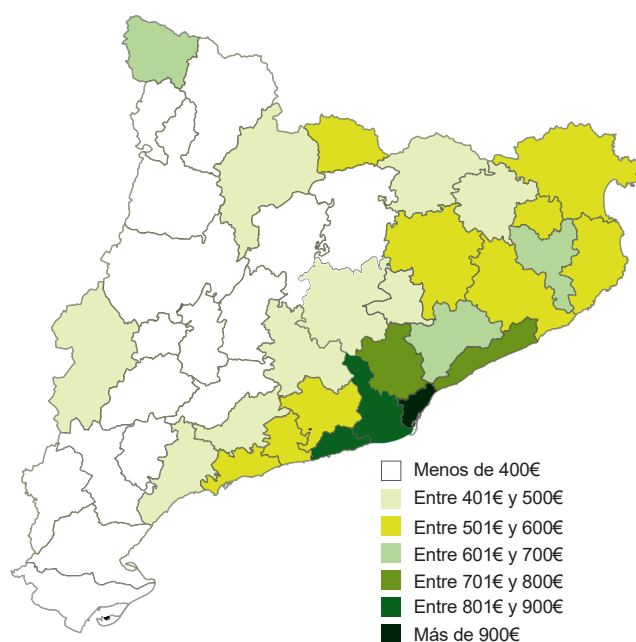 Menos de 400€
Entre 401€ y 500€
Entre 501€ y 600€
Entre 601€ y 700€
Entre 701€ y 800€
Entre 801€ y 900€
Más de 900€